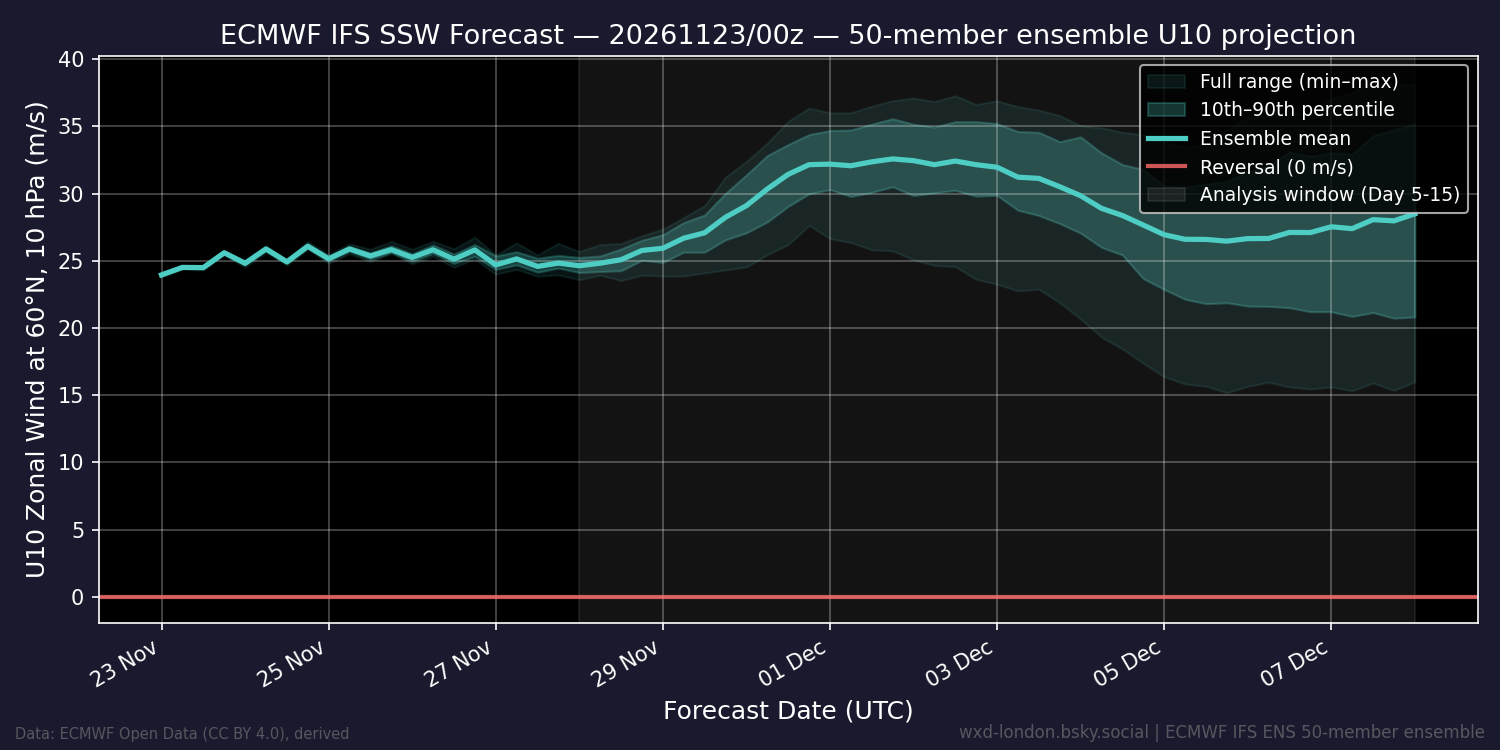 ECMWF IFS SSW Forecast — 20261123/00z — 50-member ensemble U10 projection
U10 Zonal Wind at 60°N, 10 hPa (m/s)
40
35
30
25
20
15
10
5
0
Full range (min–max)
10th–90th percentile
Ensemble mean
Reversal (0 m/s)
Analysis window (Day 5-15)
23 Nov
25 Nov
27 Nov
29 Nov
01 Dec
03 Dec
05 Dec
07 Dec
Forecast Date (UTC)
Data: ECMWF Open Data (CC BY 4.0), derived
wxd-london.bsky.social | ECMWF IFS ENS 50-member ensemble